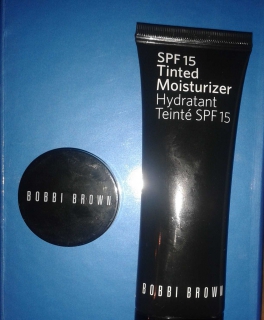 SPF 15
Tinted
Moisturizer
Hydratant
Teinté SPF 15
BOBBI BROWN
BOBBI BROWN